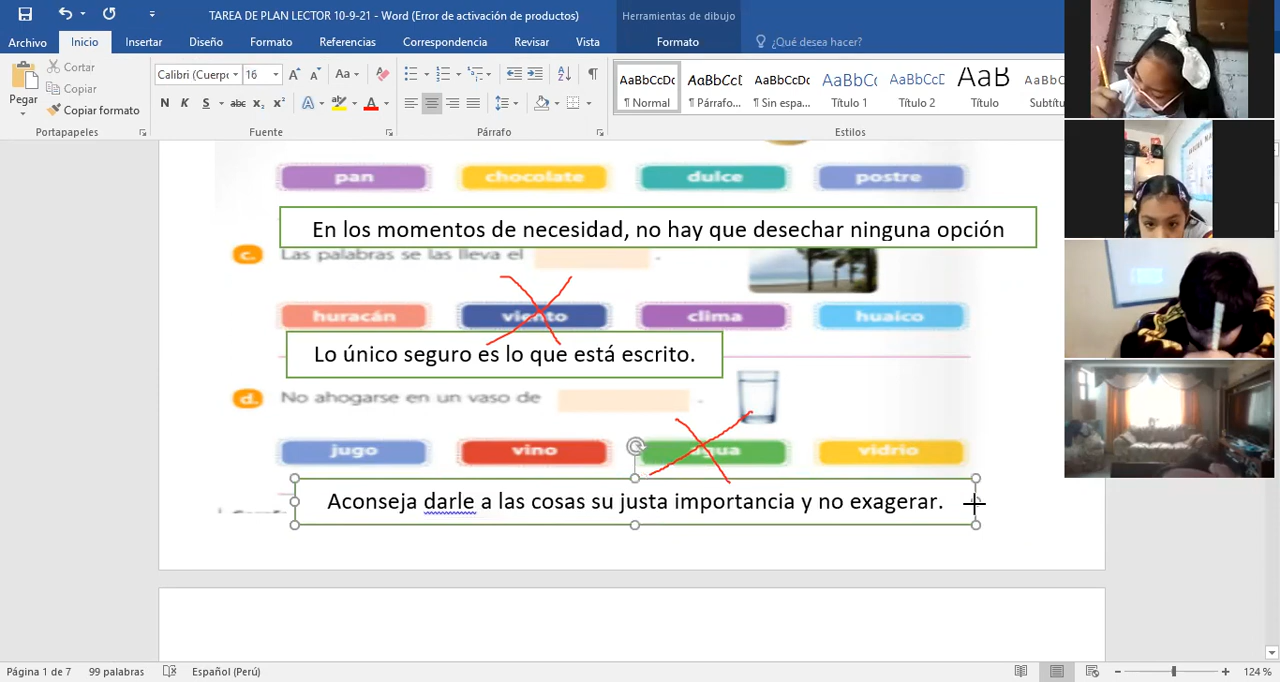 TAREA DE PLAN LECTOR 10-9-21 - Word (Error de activación de productos)
Herramientas de dibujo
Archivo Inicio Insertar Diseño Formato Referencias Correspondencia Revisar Vista Formato ¿Qué desea hacer?
Pegar
Cortar
Copiar
Copiar formato
Portapapeles
Calibri (Cuerpo 16
Aa
N K S abc x₂ x²
Fuente
Párrafo
AaBbCcDc AaBbCcD AaBbCcDc AaBbC AaBbCcD AaB AaBbC
¶ Normal ¶ Párrafo... ¶ Sin espa... Título 1 Título 2 Título Subtítu
Estilos
pan chocolate dulce postre
En los momentos de necesidad, no hay que desechar ninguna opción
c. Las palabras se las lleva el .
huracán viento clima huaico
Lo único seguro es lo que está escrito.
d. No ahogarse en un vaso de .
jugo vino agua vidrio
Aconseja darle a las cosas su justa importancia y no exagerar.
Página 1 de 7 99 palabras Español (Perú) 124 %